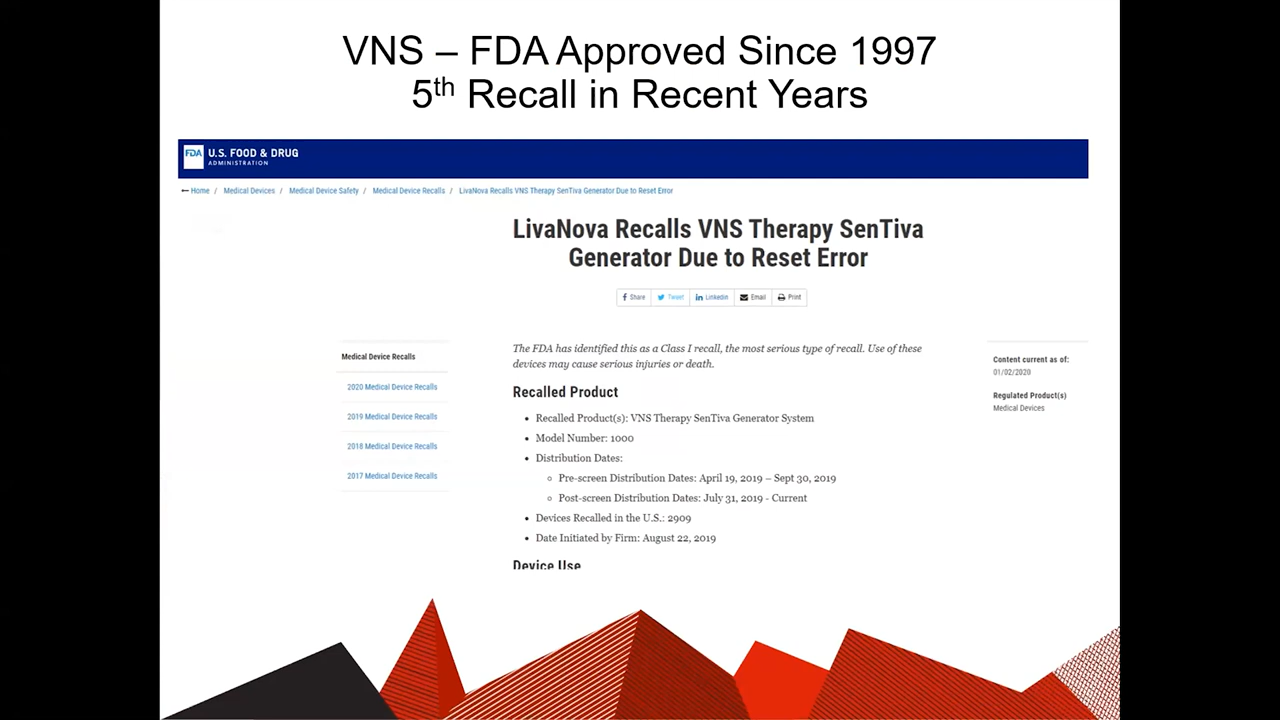 VNS – FDA Approved Since 1997
5th Recall in Recent Years
FDA U.S. FOOD & DRUG
ADMINISTRATION
Home / Medical Devices / Medical Device Safety / Medical Device Recalls / LivaNova Recalls VNS Therapy SenTiva Generator Due to Reset Error
LivaNova Recalls VNS Therapy SenTiva
Generator Due to Reset Error
Share Tweet Linkedin Email Print
Medical Device Recalls
2020 Medical Device Recalls
2019 Medical Device Recalls
2018 Medical Device Recalls
2017 Medical Device Recalls
The FDA has identified this as a Class I recall, the most serious type of recall. Use of these
devices may cause serious injuries or death.
Recalled Product
• Recalled Product(s): VNS Therapy SenTiva Generator System
• Model Number: 1000
• Distribution Dates:
◦ Pre-screen Distribution Dates: April 19, 2019 – Sept 30, 2019
◦ Post-screen Distribution Dates: July 31, 2019 - Current
• Devices Recalled in the U.S.: 2909
• Date Initiated by Firm: August 22, 2019
Device Use
Content current as of:
01/02/2020
Regulated Product(s)
Medical Devices